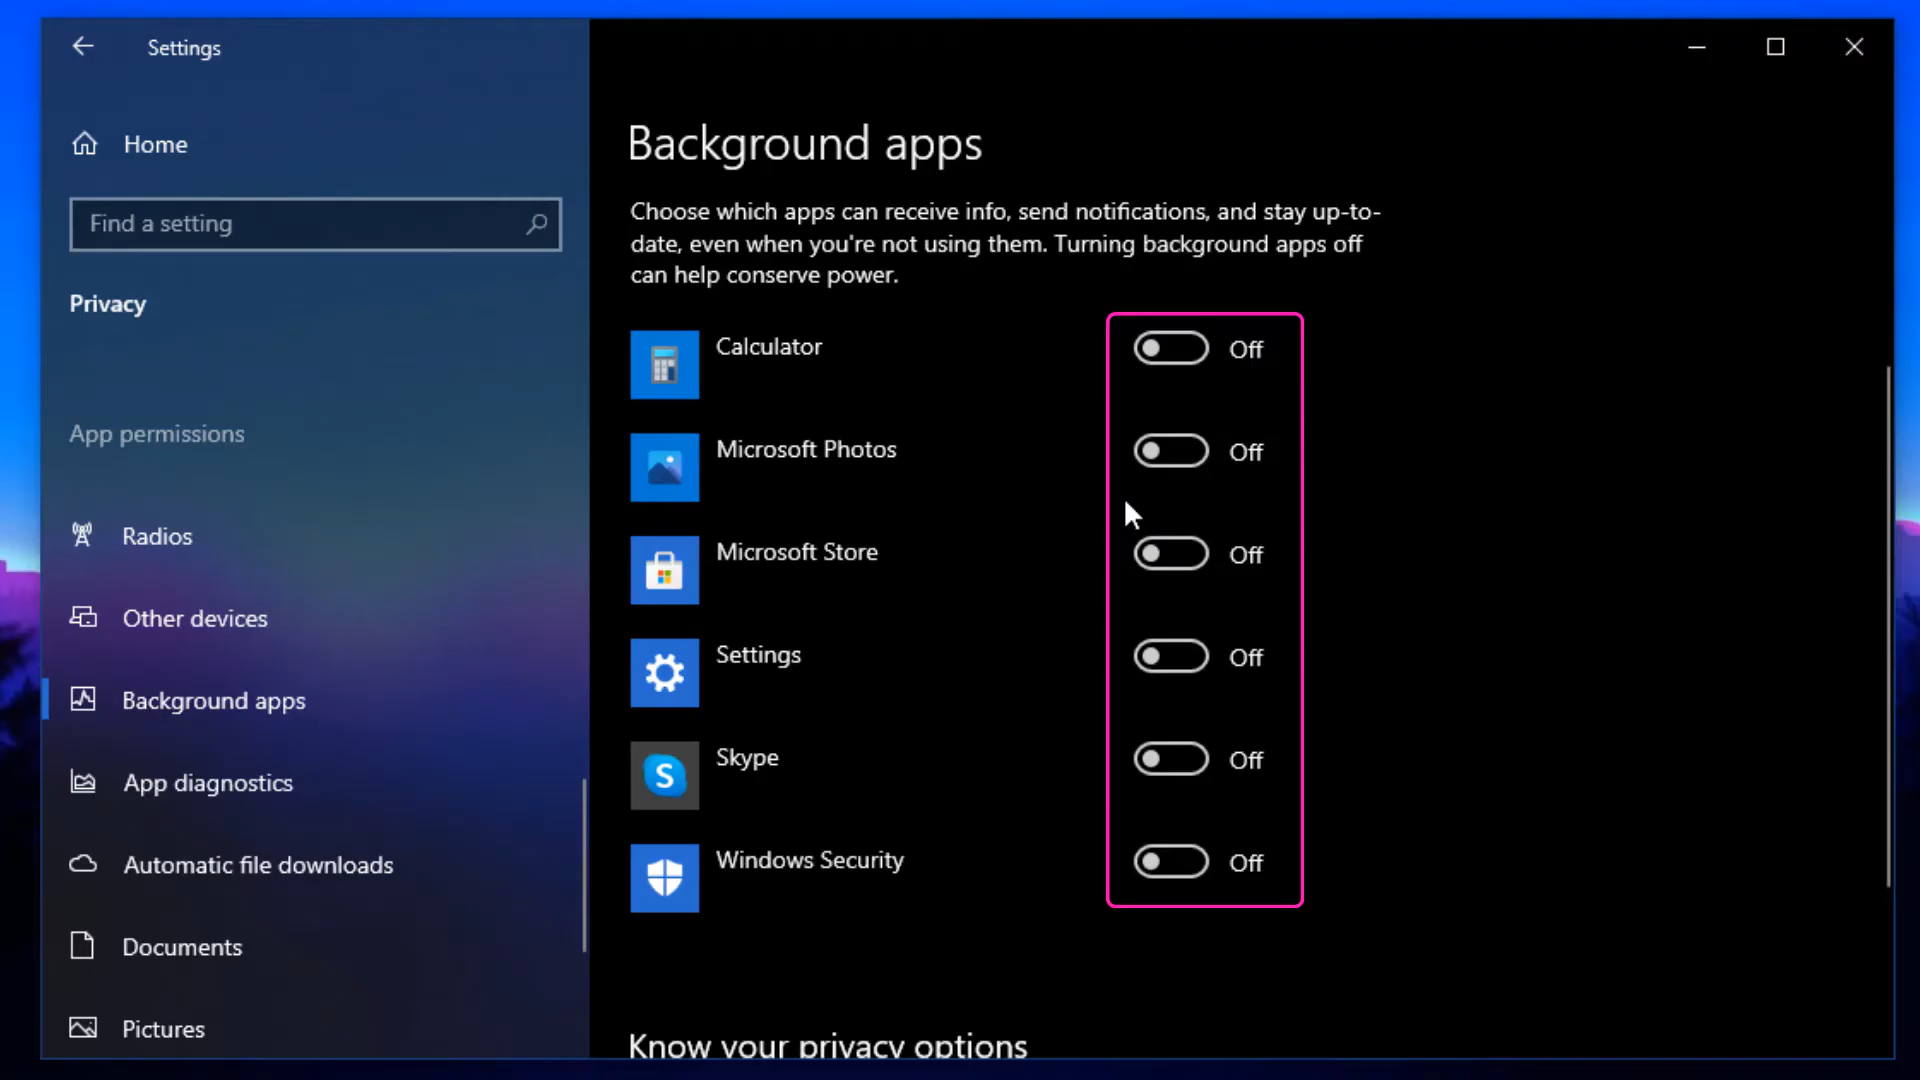 Settings
Home
Find a setting
Privacy
App permissions
Radios
Other devices
Background apps
App diagnostics
Automatic file downloads
Documents
Pictures
Background apps
Choose which apps can receive info, send notifications, and stay up-to-
date, even when you're not using them. Turning background apps off
can help conserve power.
Calculator Off
Microsoft Photos Off
Microsoft Store Off
Settings Off
S Skype Off
Windows Security Off
Know your privacy options